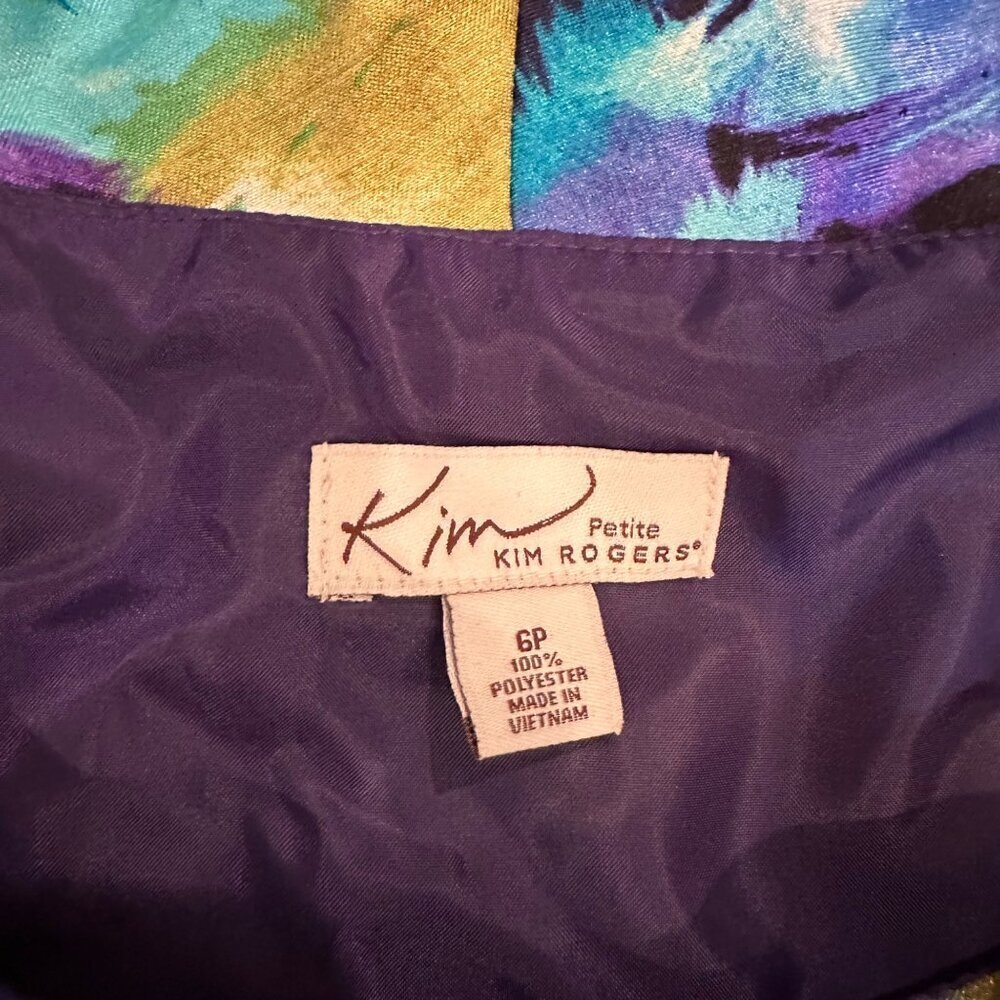 Kim
Petite
KIM ROGERS®
6P
100%
POLYESTER
MADE IN
VIETNAM